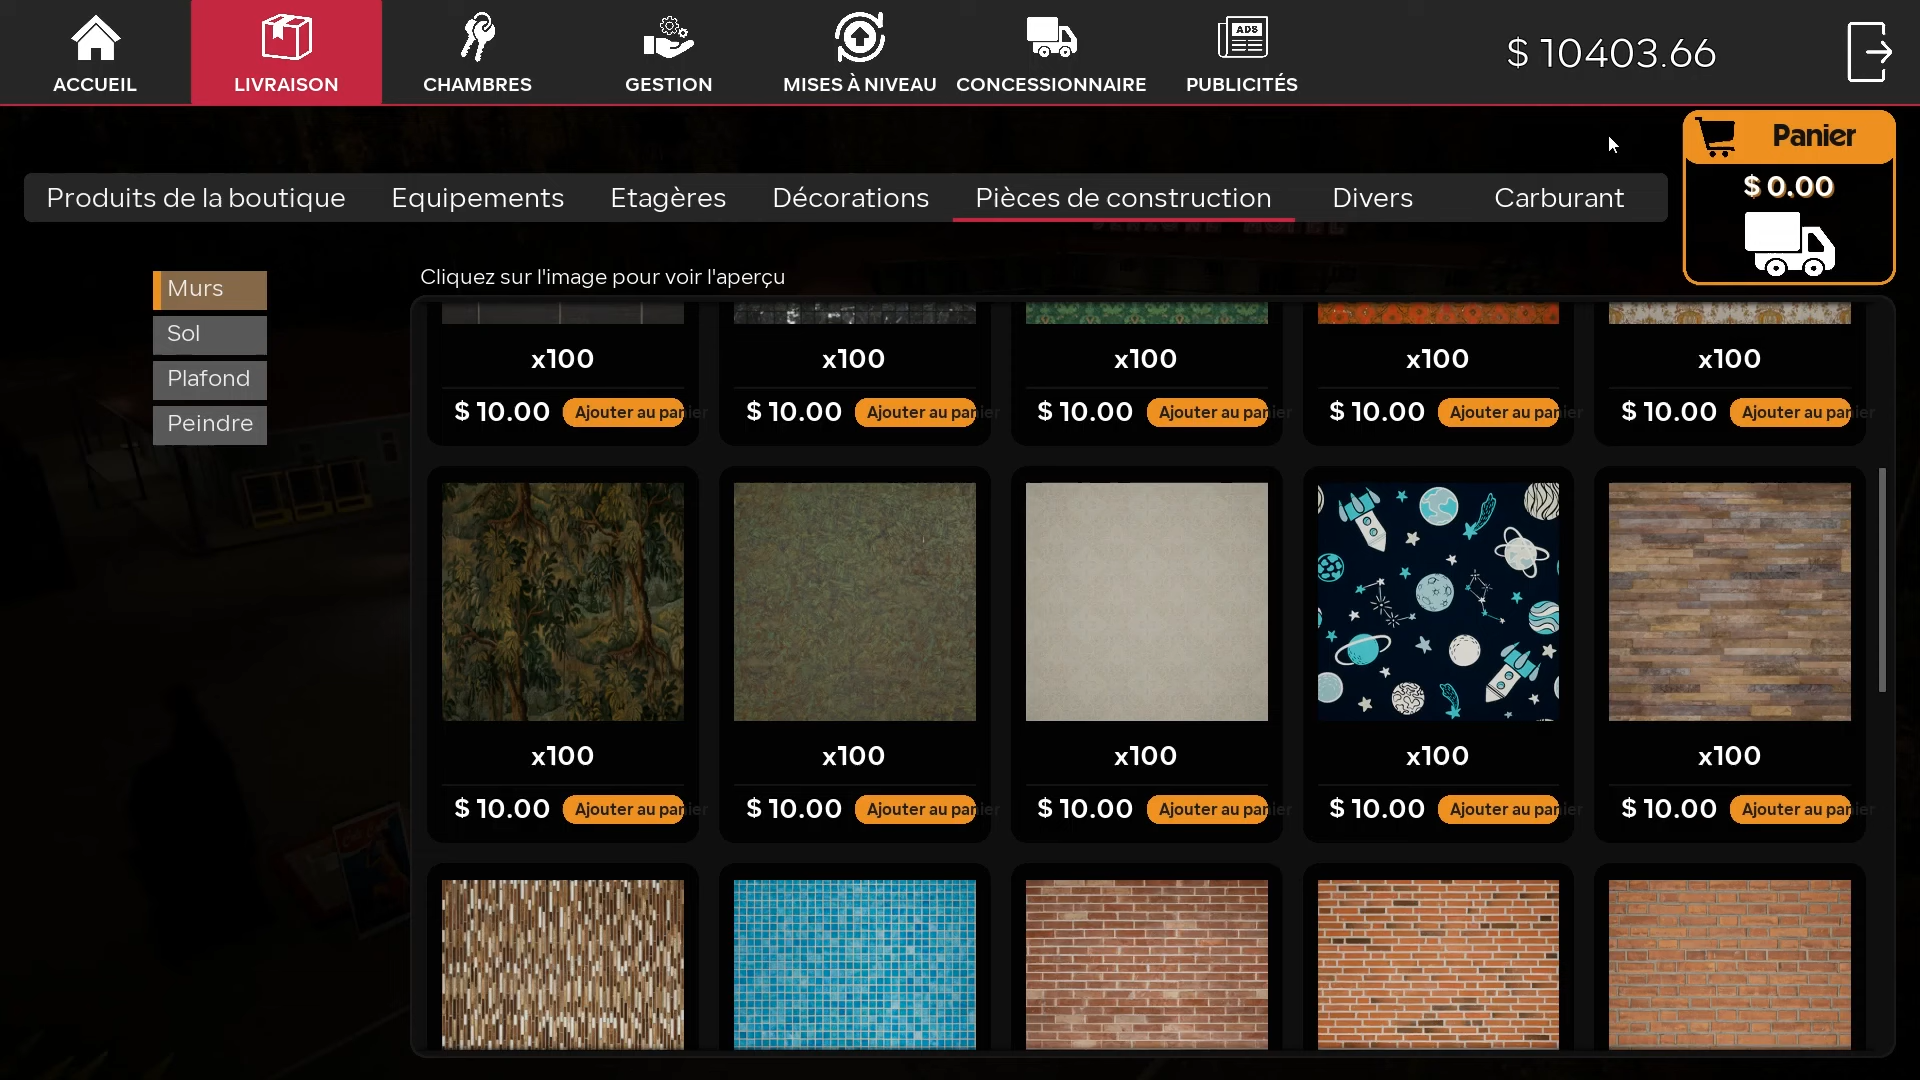 ACCUEIL
LIVRAISON
CHAMBRES
GESTION
MISES À NIVEAU
CONCESSIONNAIRE
ADS
PUBLICITÉS
$ 10403.66
Panier
$ 0.00
Produits de la boutique
Equipements
Etagères
Décorations
Pièces de construction
Divers
Carburant
Murs
Sol
Plafond
Peindre
Cliquez sur l'image pour voir l'aperçu
x100
x100
x100
x100
x100
$ 10.00 Ajouter au panier
$ 10.00 Ajouter au panier
$ 10.00 Ajouter au panier
$ 10.00 Ajouter au panier
$ 10.00 Ajouter au panier
x100
x100
x100
x100
x100
$ 10.00 Ajouter au panier
$ 10.00 Ajouter au panier
$ 10.00 Ajouter au panier
$ 10.00 Ajouter au panier
$ 10.00 Ajouter au panier